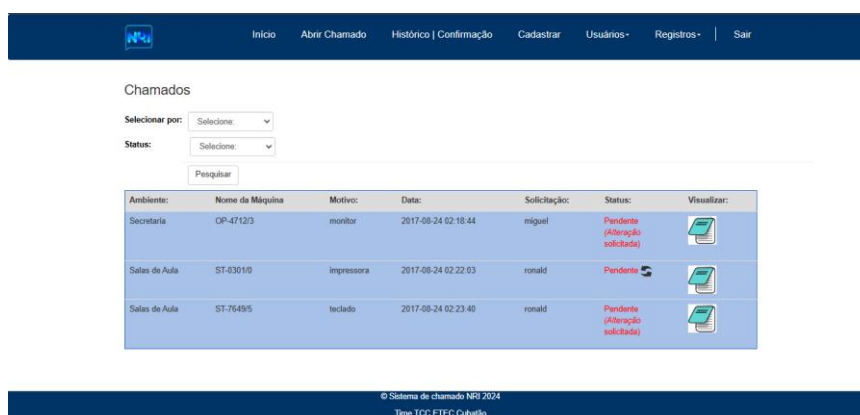 NRI
Início Abrir Chamado Histórico | Confirmação Cadastrar Usuários Registros | Sair
Chamados
Selecionar por: Selecione:
Status: Selecione:
Pesquisar
Ambiente: Nome da Máquina Motivo: Data: Solicitação: Status: Visualizar:
Secretaria OP-4712/3 monitor 2017-08-24 02:18:44 miguel Pendente
(Alteração
solicitada)
Salas de Aula ST-0301/0 impressora 2017-08-24 02:22:03 ronald Pendente
Salas de Aula ST-7649/5 teclado 2017-08-24 02:23:40 ronald Pendente
(Alteração
solicitada)
© Sistema de chamado NRI 2024
Time TCC ETEC Cubatão